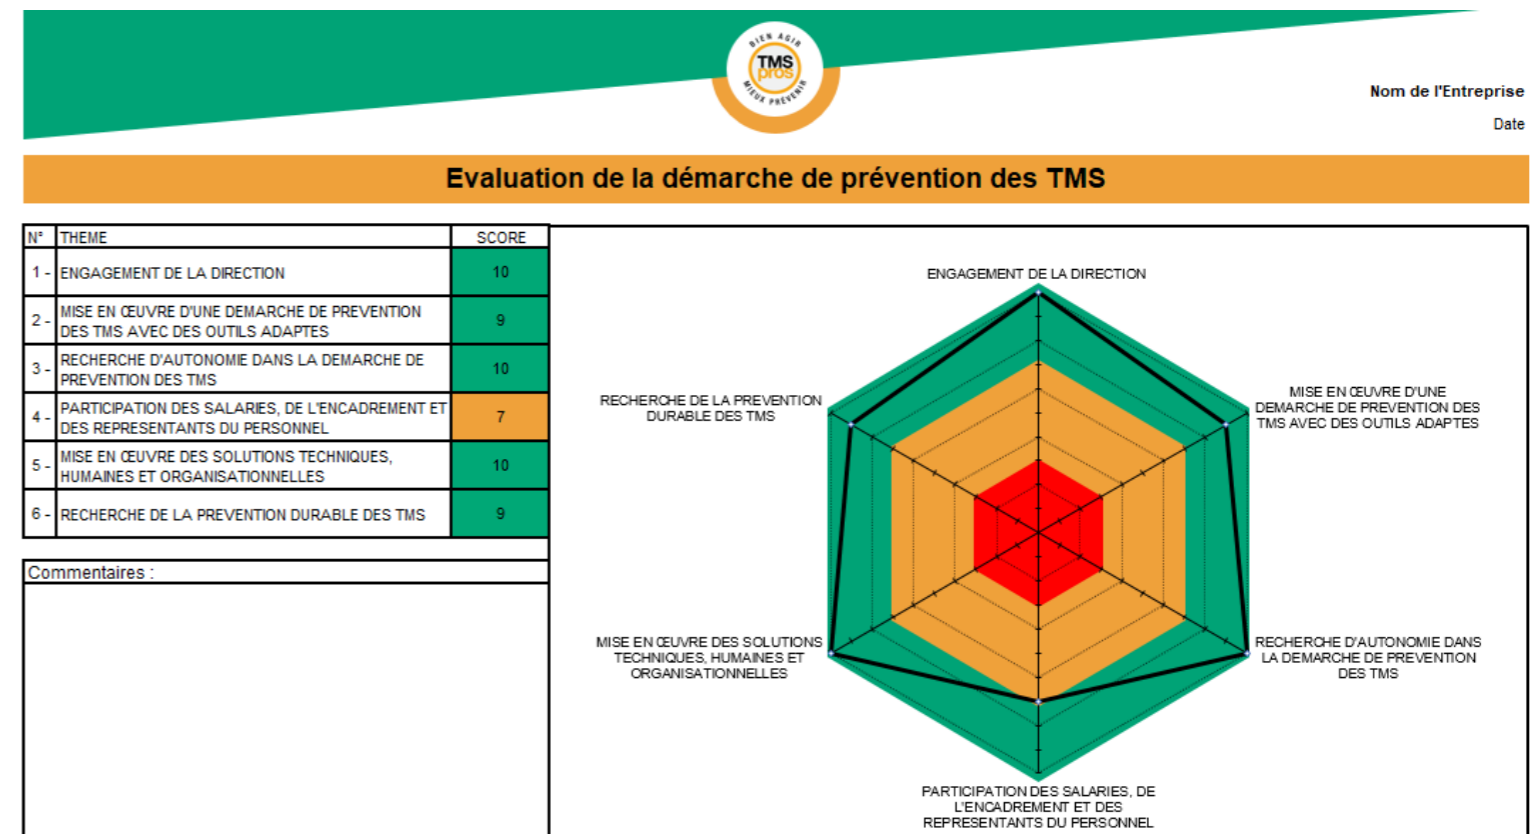 BIEN AGIR
TMS
pros
MIEUX PRÉVENIR
Nom de l'Entreprise
Date
Evaluation de la démarche de prévention des TMS
N° THEME SCORE
1 - ENGAGEMENT DE LA DIRECTION 10
2 - MISE EN ŒUVRE D'UNE DEMARCHE DE PREVENTION
DES TMS AVEC DES OUTILS ADAPTES 9
3 - RECHERCHE D'AUTONOMIE DANS LA DEMARCHE DE
PREVENTION DES TMS 10
4 - PARTICIPATION DES SALARIES, DE L'ENCADREMENT ET
DES REPRESENTANTS DU PERSONNEL 7
5 - MISE EN ŒUVRE DES SOLUTIONS TECHNIQUES,
HUMAINES ET ORGANISATIONNELLES 10
6 - RECHERCHE DE LA PREVENTION DURABLE DES TMS 9
Commentaires :
ENGAGEMENT DE LA DIRECTION
MISE EN ŒUVRE D'UNE
DEMARCHE DE PREVENTION DES
TMS AVEC DES OUTILS ADAPTES
RECHERCHE D'AUTONOMIE DANS
LA DEMARCHE DE PREVENTION
DES TMS
PARTICIPATION DES SALARIES, DE
L'ENCADREMENT ET DES
REPRESENTANTS DU PERSONNEL
MISE EN ŒUVRE DES SOLUTIONS
TECHNIQUES, HUMAINES ET
ORGANISATIONNELLES
RECHERCHE DE LA PREVENTION
DURABLE DES TMS